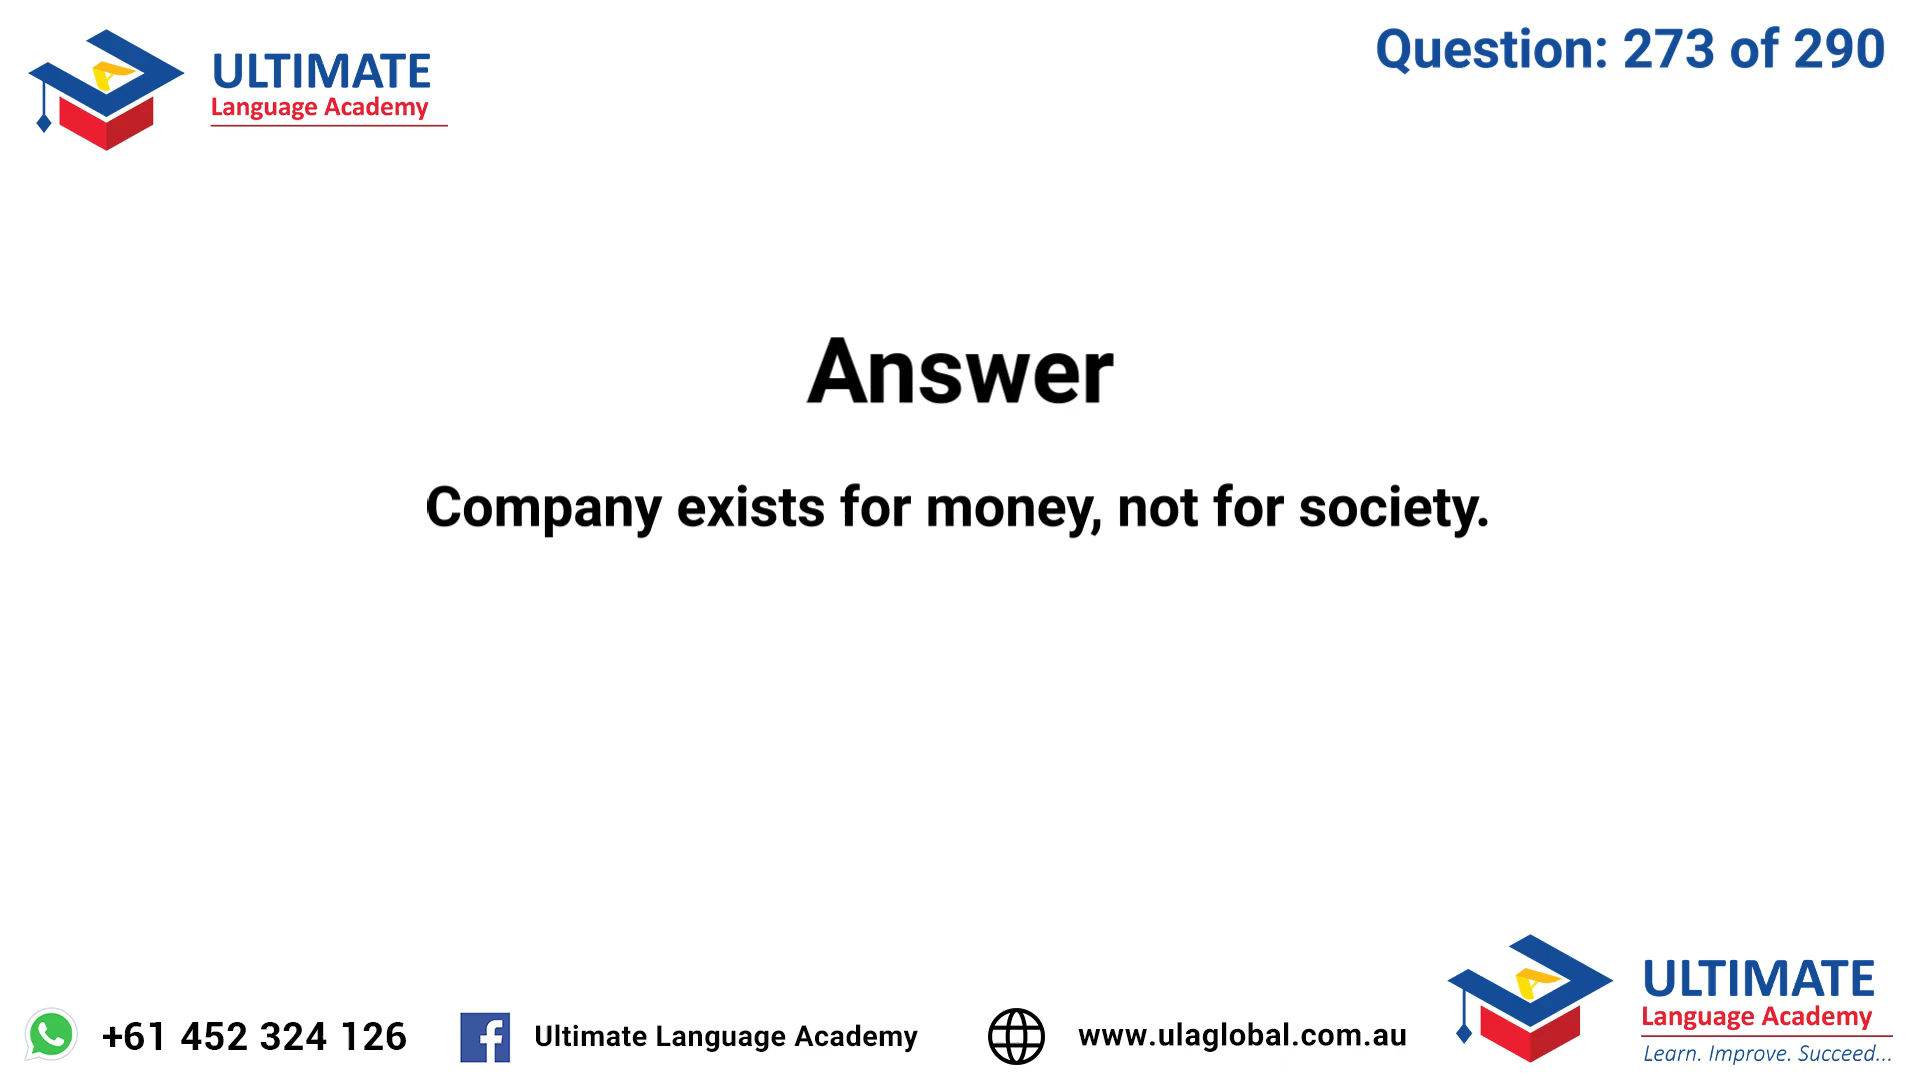 ULTIMATE
Language Academy
Question: 273 of 290
Answer
Company exists for money, not for society.
+61 452 324 126
Ultimate Language Academy
www.ulaglobal.com.au
ULTIMATE
Language Academy
Learn. Improve. Succeed...